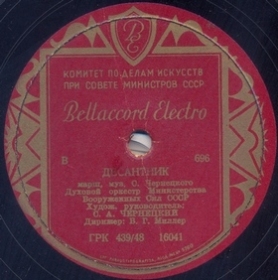 КОМИТЕТ ПО ДЕЛАМ ИСКУССТВ
ПРИ СОВЕТЕ МИНИСТРОВ СССР
Bellaccord Electro
В 666
ДЕСАНТНИК
марш, муз. С. Чернецкого
Духовой оркестр Министерства
Вооруженных Сил СССР
Худож. руководитель:
С. А. ЧЕРНЕЦКИЙ
Дирижер: В. Г. Миллер
ГРК 439/48 16041